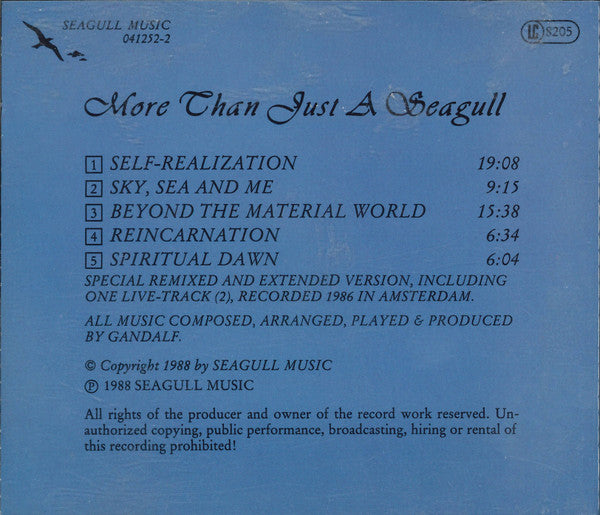 SEAGULL MUSIC
041252-2
LC 8205
More Than Just A Seagull
1 SELF-REALIZATION 19:08
2 SKY, SEA AND ME 9:15
3 BEYOND THE MATERIAL WORLD 15:38
4 REINCARNATION 6:34
5 SPIRITUAL DAWN 6:04
SPECIAL REMIXED AND EXTENDED VERSION, INCLUDING
ONE LIVE-TRACK (2), RECORDED 1986 IN AMSTERDAM.
ALL MUSIC COMPOSED, ARRANGED, PLAYED & PRODUCED
BY GANDALF.
© Copyright 1988 by SEAGULL MUSIC
℗ 1988 SEAGULL MUSIC
All rights of the producer and owner of the record work reserved. Un-
authorized copying, public performance, broadcasting, hiring or rental of
this recording prohibited!